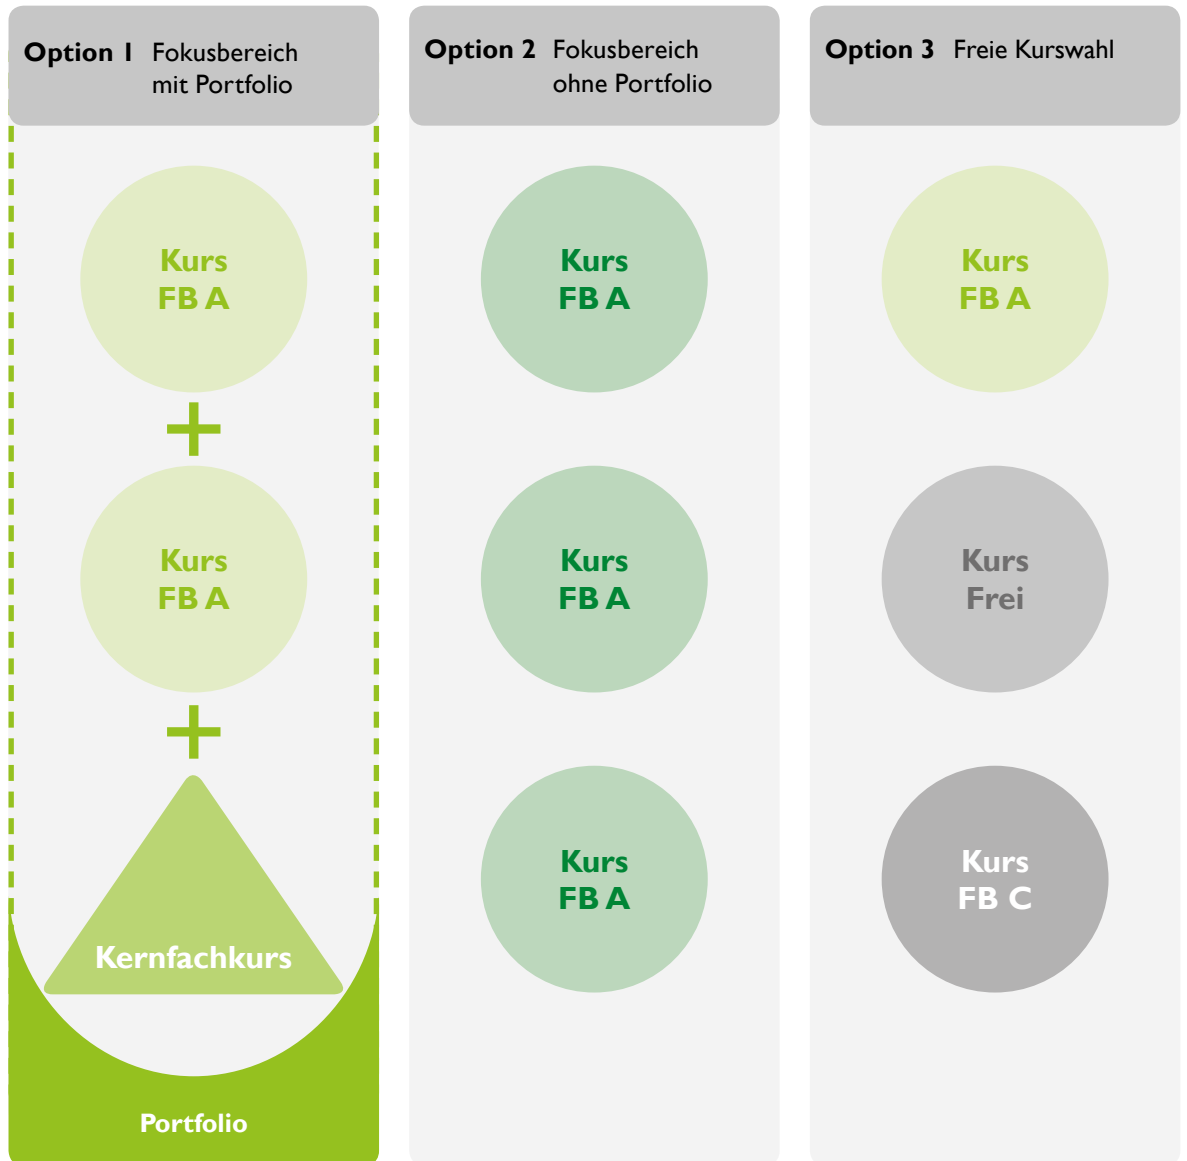 Option 1 Fokusbereich
mit Portfolio
Kurs
FB A
+
Kurs
FB A
+
Kernfachkurs
Portfolio
Option 2 Fokusbereich
ohne Portfolio
Kurs
FB A
Kurs
FB A
Kurs
FB A
Option 3 Freie Kurswahl
Kurs
FB A
Kurs
Frei
Kurs
FB C